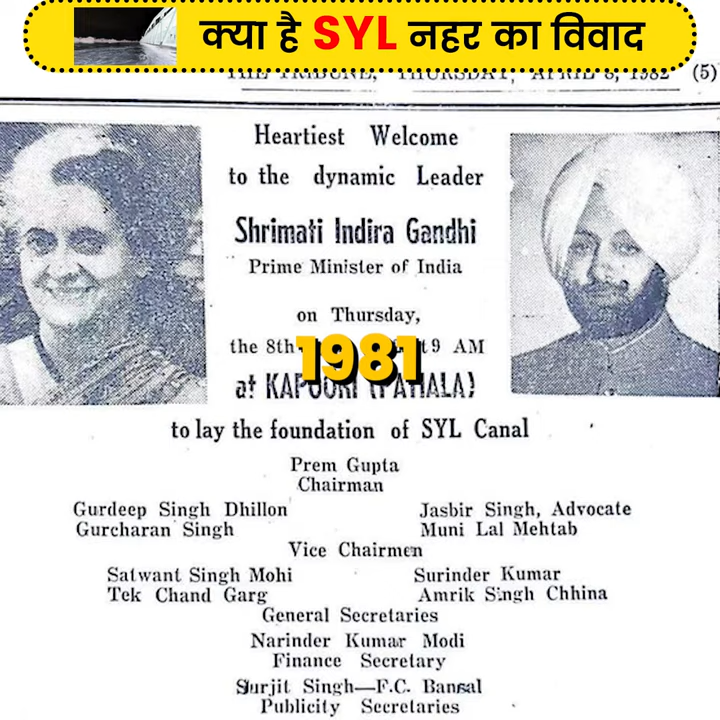 क्या है SYL नहर का विवाद
THE TRIBUNE, THURSDAY, APRIL 8, 1982 (5)
Heartiest Welcome
to the dynamic Leader
Shrimati Indira Gandhi
Prime Minister of India
on Thursday,
the 8th 9 AM
1981
at KAPOORI (PATIALA)
to lay the foundation of SYL Canal
Prem Gupta
Chairman
Gurdeep Singh Dhillon Jasbir Singh, Advocate
Gurcharan Singh Muni Lal Mehtab
Vice Chairmen
Satwant Singh Mohi Surinder Kumar
Tek Chand Garg Amrik Singh Chhina
General Secretaries
Narinder Kumar Modi
Finance Secretary
Surjit Singh—F.C. Bansal
Publicity Secretaries